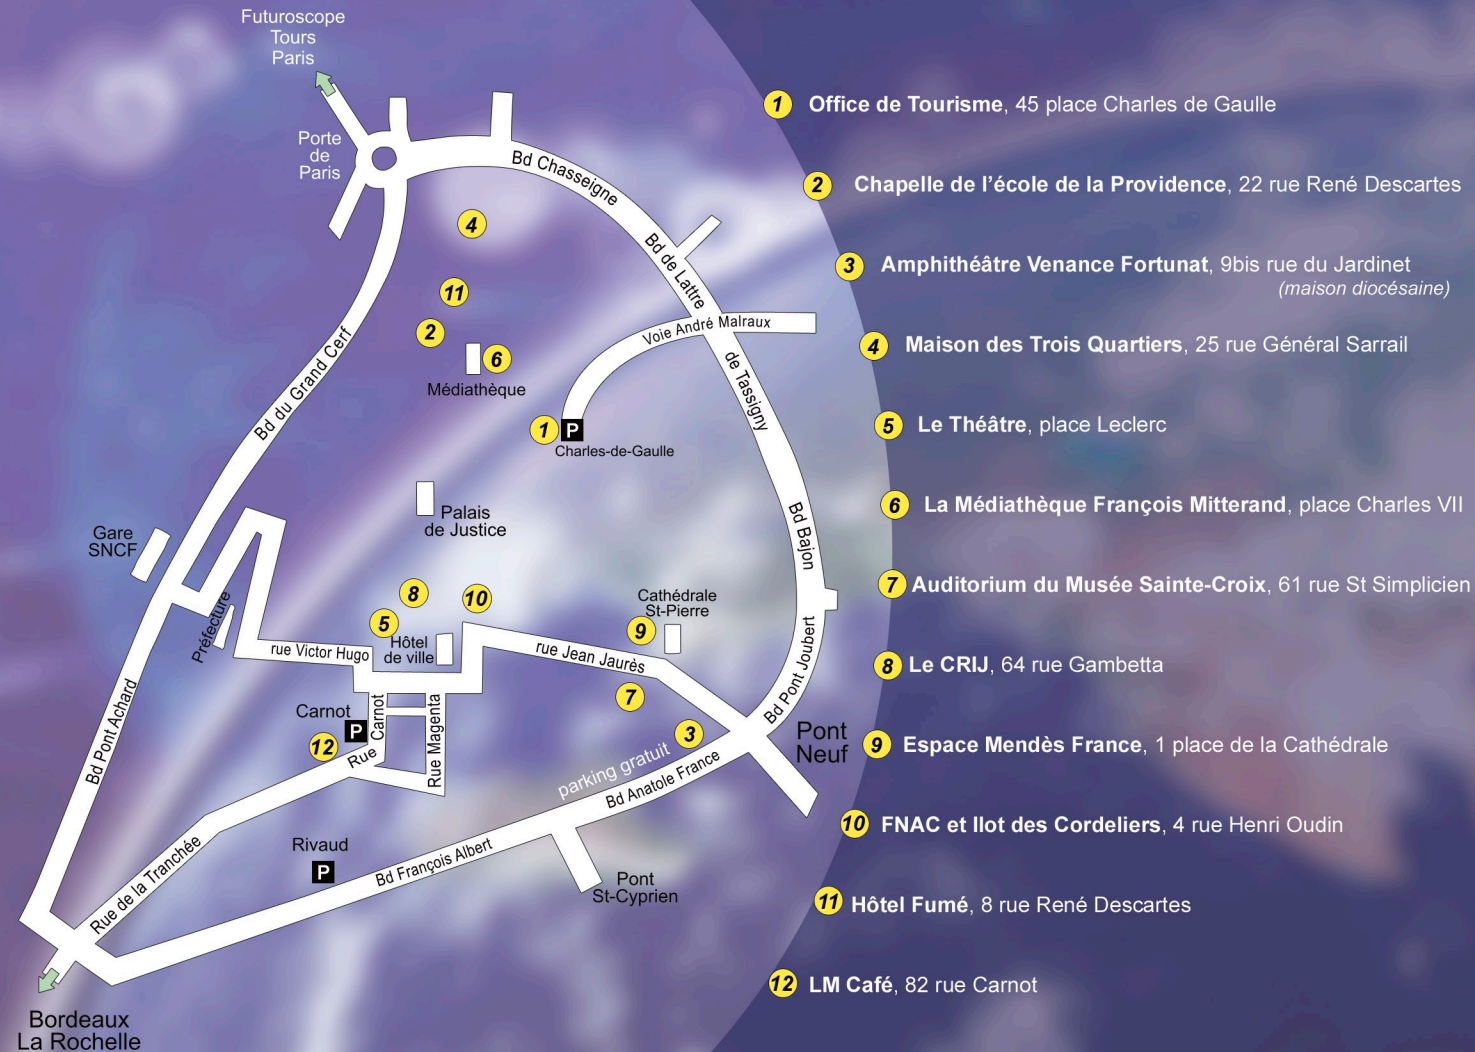 Futuroscope
Tours
Paris
Porte
de
Paris
Bd Chasseigne
Bd de Lattre
de Tassigny
Voie André Malraux
4
11
2
6
Médiathèque
Bd du Grand Cerf
1
P
Charles-de-Gaulle
Palais
de Justice
Gare
SNCF
Bd Bajon
Préfecture
8
10
5
Hôtel
de ville
9
Cathédrale
St-Pierre
rue Victor Hugo
rue Jean Jaurès
Bd Pont Joubert
7
3
Pont
Neuf
Bd Pont Achard
Carnot
P
12
Rue
Carnot
Rue Magenta
parking gratuit
Bd Anatole France
Rue de la Tranchée
Rivaud
P
Bd François Albert
Pont
St-Cyprien
Bordeaux
La Rochelle
1 Office de Tourisme, 45 place Charles de Gaulle
2 Chapelle de l’école de la Providence, 22 rue René Descartes
3 Amphithéâtre Venance Fortunat, 9bis rue du Jardinet
(maison diocésaine)
4 Maison des Trois Quartiers, 25 rue Général Sarrail
5 Le Théâtre, place Leclerc
6 La Médiathèque François Mitterand, place Charles VII
7 Auditorium du Musée Sainte-Croix, 61 rue St Simplicien
8 Le CRIJ, 64 rue Gambetta
9 Espace Mendès France, 1 place de la Cathédrale
10 FNAC et Ilot des Cordeliers, 4 rue Henri Oudin
11 Hôtel Fumé, 8 rue René Descartes
12 LM Café, 82 rue Carnot